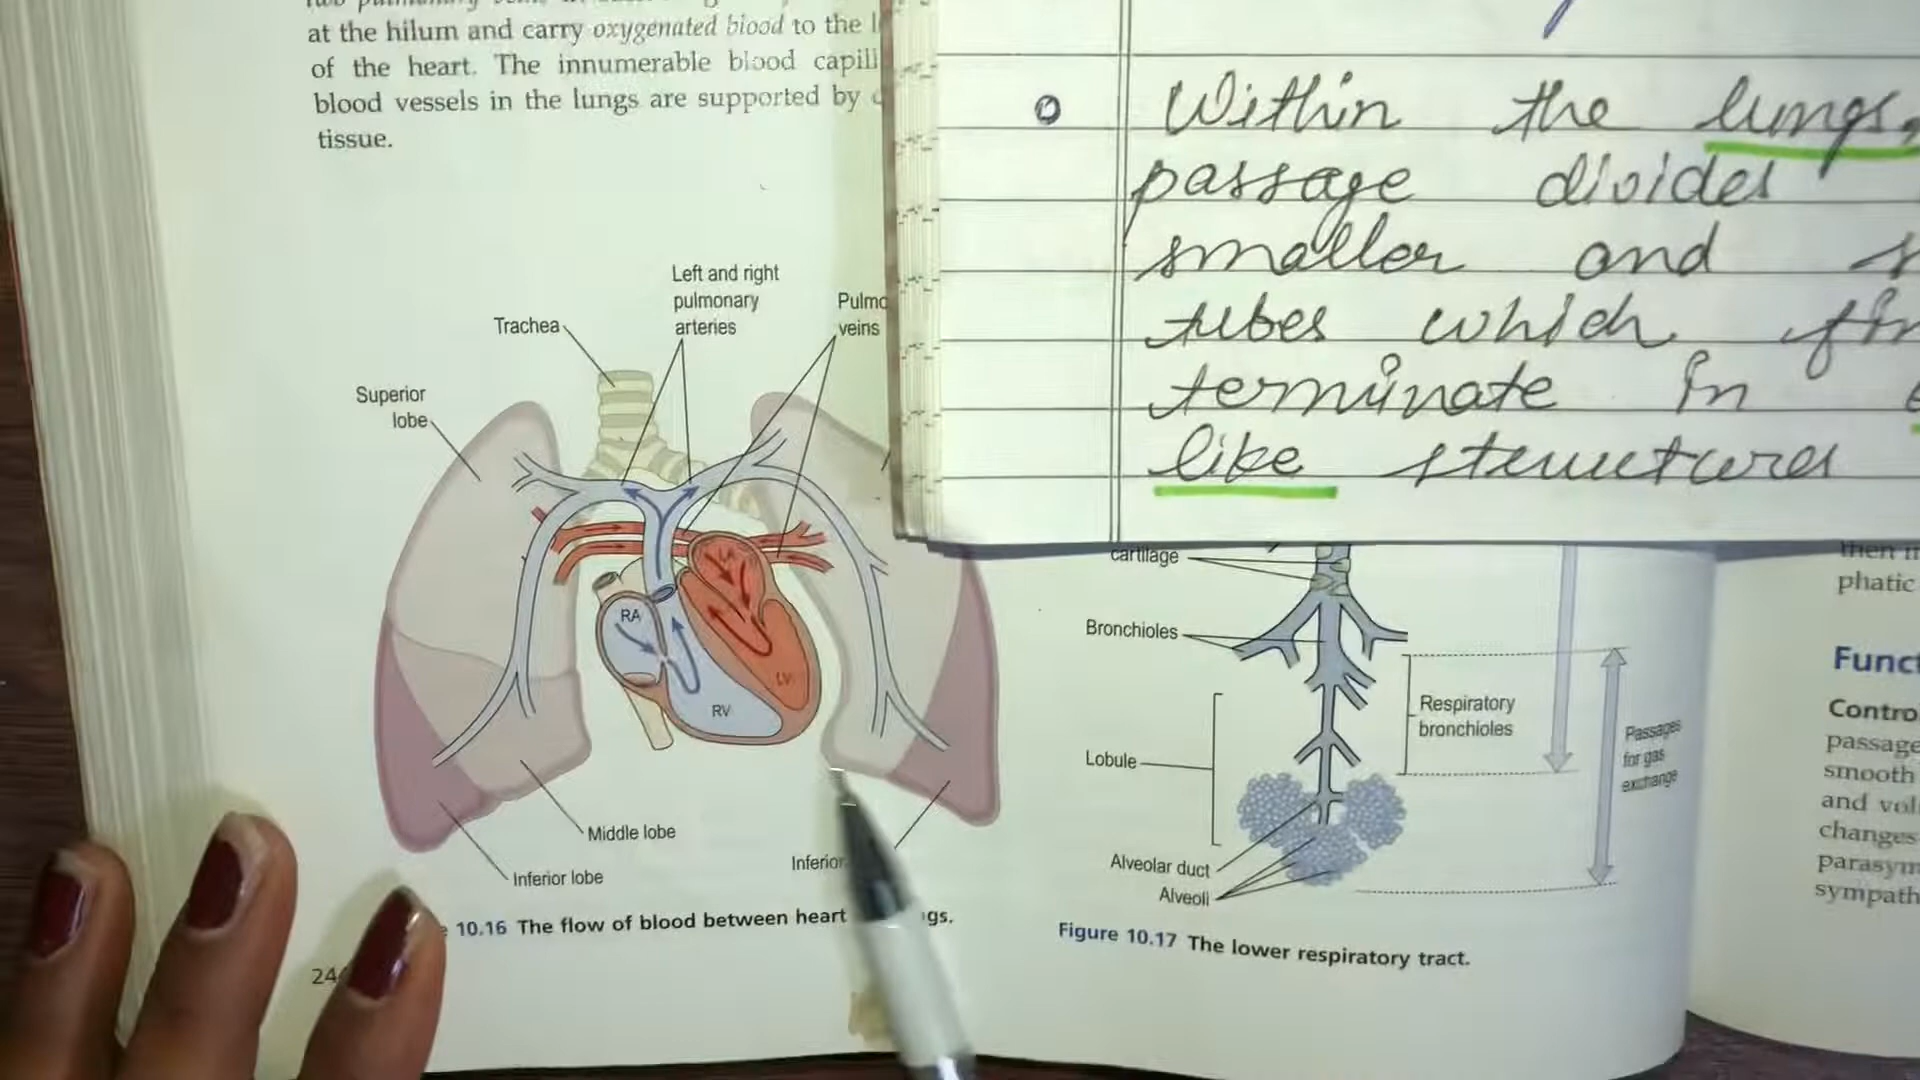 at the hilum and carry oxygenated blood to the
of the heart. The innumerable blood capill
blood vessels in the lungs are supported by
tissue.
Left and right
pulmonary
arteries
Pulmo
veins
Trachea
Superior
lobe
RA
LA
LV
RV
Middle lobe
Inferior lobe
Inferior
10.16 The flow of blood between heart
gs.
Within the lungs,
passage divides
smaller and
tubes which
terminate in
like structures
cartilage
Bronchioles
Respiratory
bronchioles
Passages
for gas
exchange
Lobule
Alveolar duct
Alveoli
Figure 10.17 The lower respiratory tract.
then
phatic
Funct
Contro
passage
smooth
and vol
changes
parasym
sympath